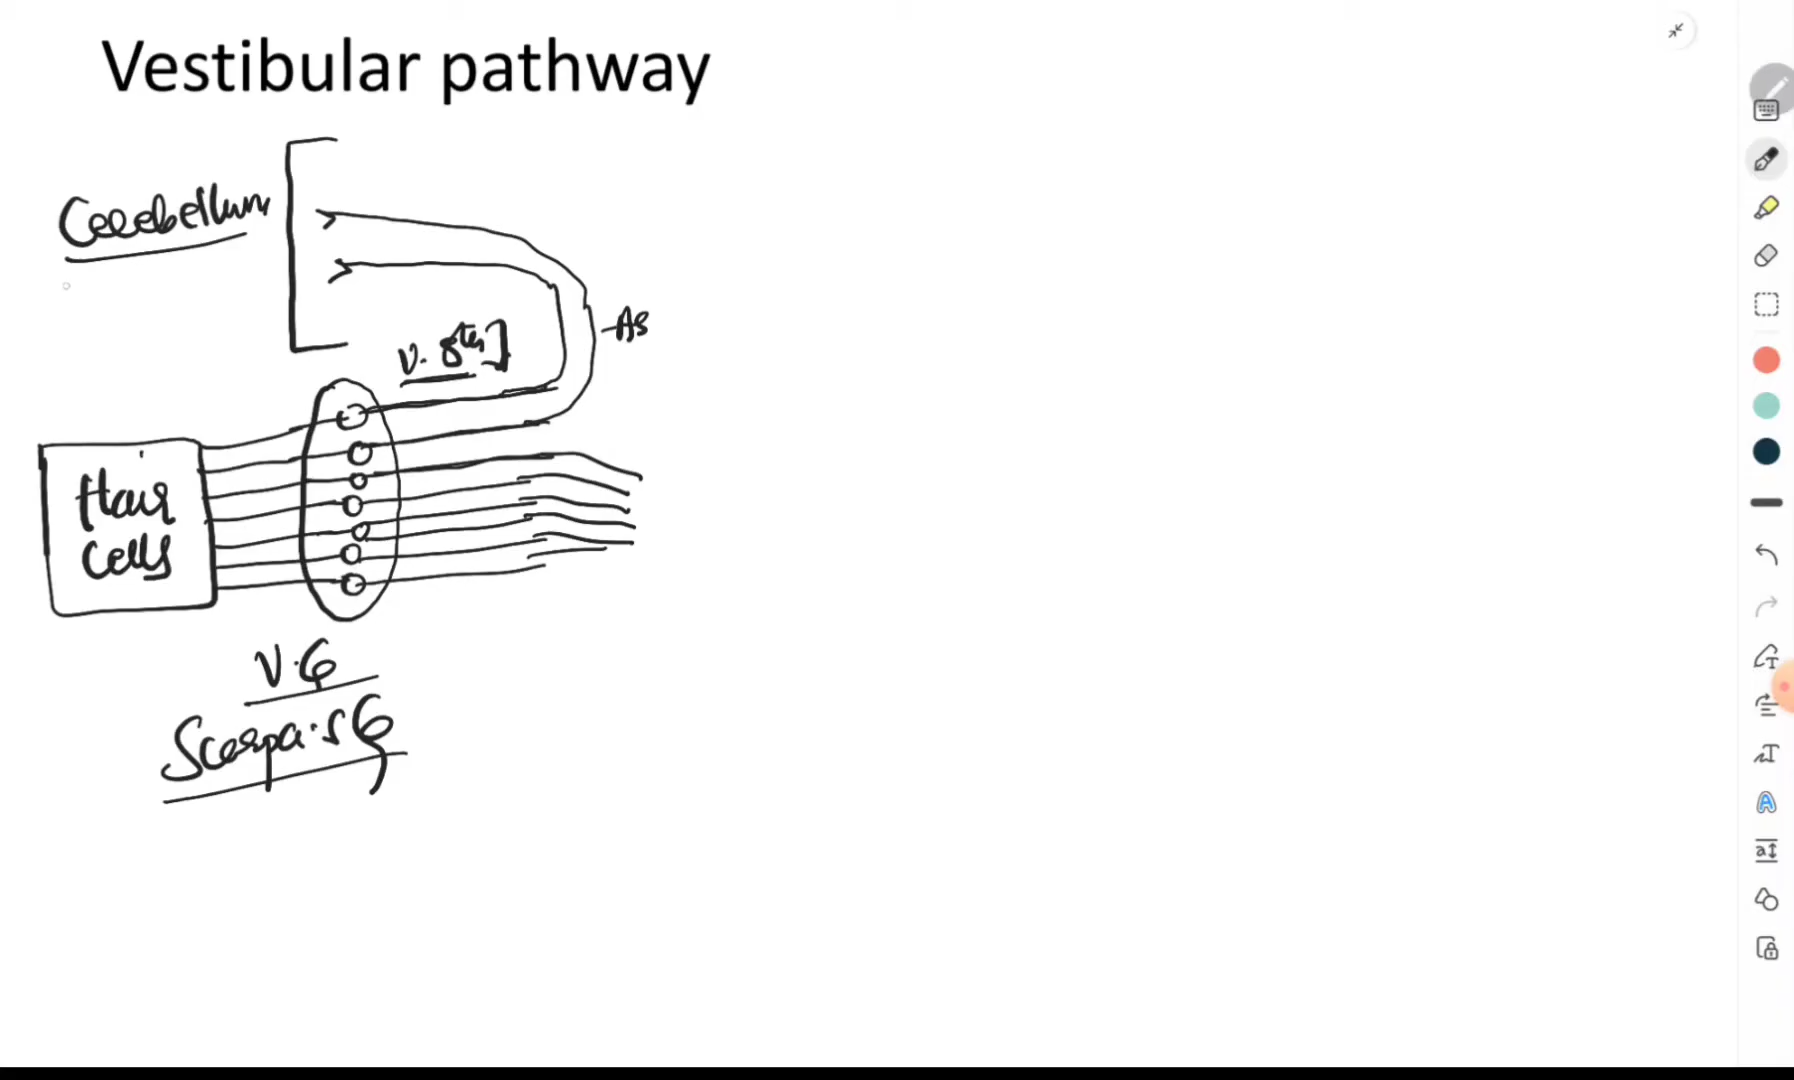 Vestibular pathway
Cerebellum
As
V. 8th]
Hair
Cells
V.G
Scarpa's G